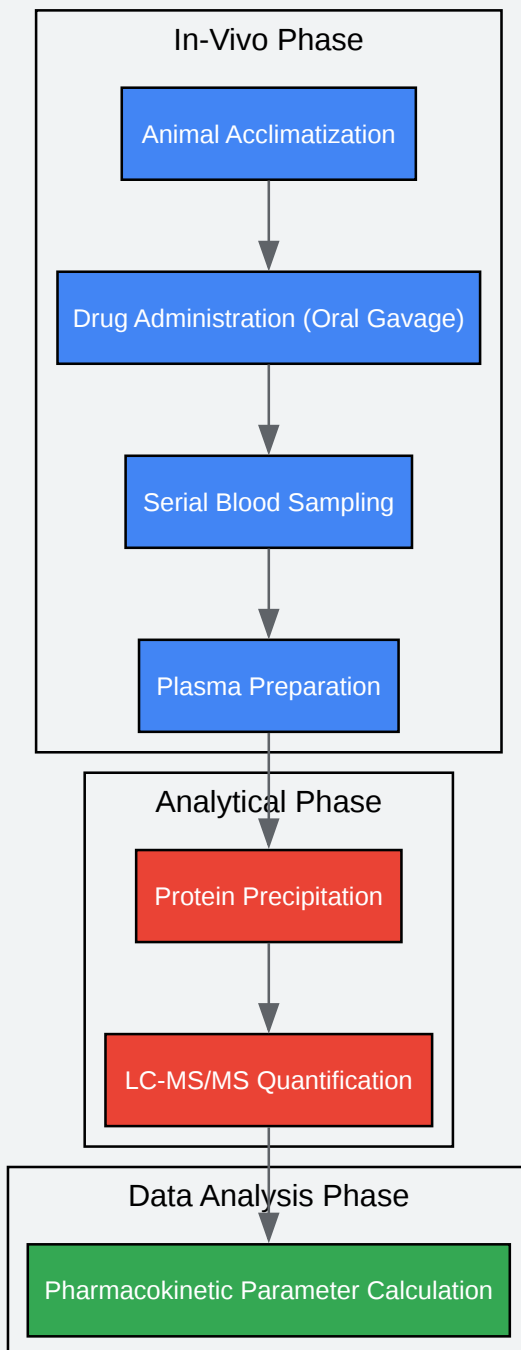 In-Vivo Phase
Animal Acclimatization
Drug Administration (Oral Gavage)
Serial Blood Sampling
Plasma Preparation
Analytical Phase
Protein Precipitation
LC-MS/MS Quantification
Data Analysis Phase
Pharmacokinetic Parameter Calculation